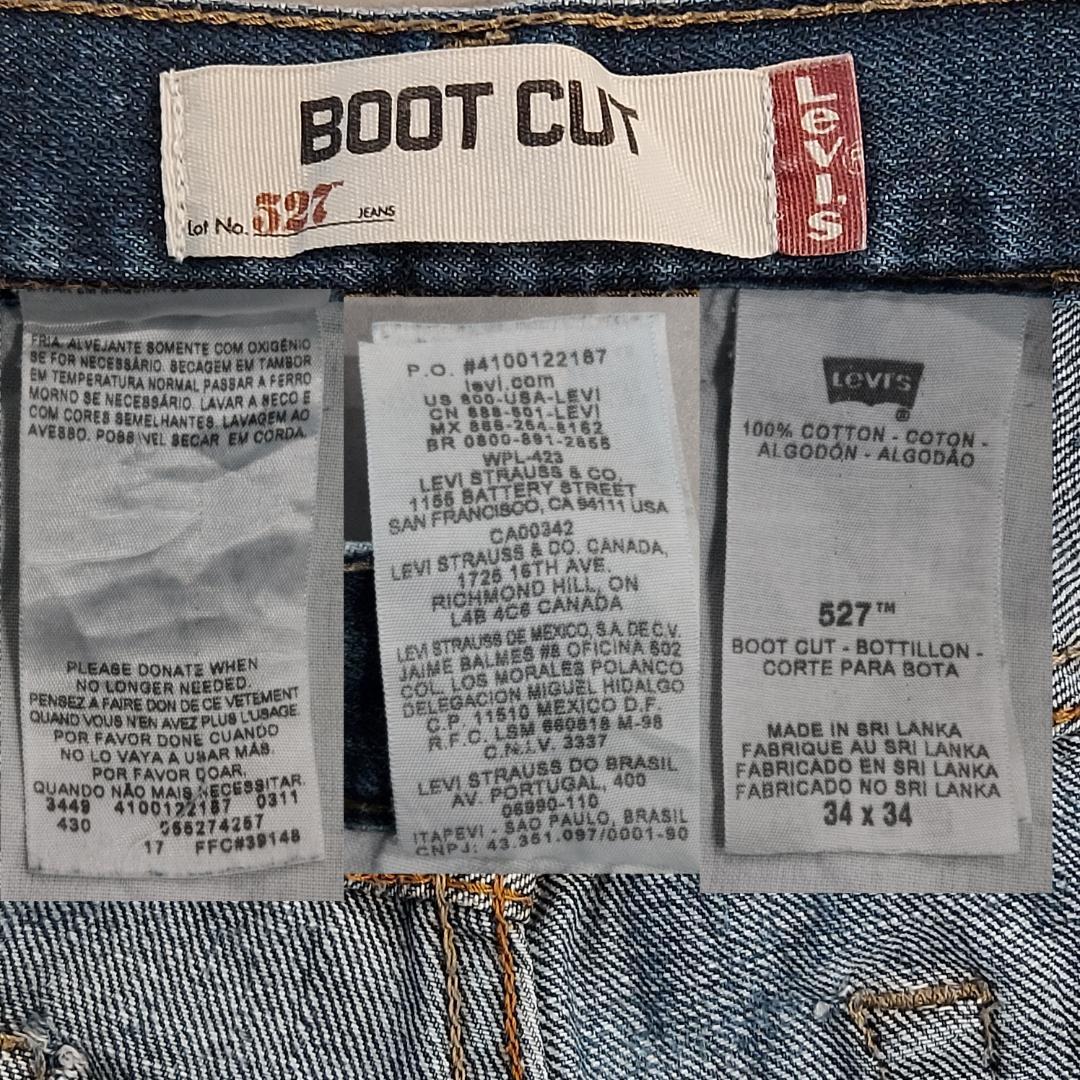 BOOT CUT
Lot No. 527 JEANS
Levi's
FRIA. ALVEJANTE SOMENTE COM OXIGÊNIO
SE FOR NECESSÁRIO. SECAGEM EM TAMBOR
EM TEMPERATURA NORMAL PASSAR A FERRO
MORNO SE NECESSÁRIO. LAVAR A SECO E
COM CORES SEMELHANTES. LAVAGEM AO
AVESSO. POSSIVEL SECAR EM CORDA.
PLEASE DONATE WHEN
NO LONGER NEEDED.
PENSEZ A FAIRE DON DE CE VETEMENT
QUAND VOUS N'EN AVEZ PLUS L'USAGE.
POR FAVOR DONE CUANDO
NO LO VAYA A USAR MÁS.
POR FAVOR DOAR,
QUANDO NÃO MAIS NECESSITAR.
3449 4100122187 0311
430
17 FFC#39148
P.O. #4100122187
levi.com
US 800-USA-LEVI
CN 888-501-LEVI
MX 866-264-8162
BR 0800-891-2855
WPL-423
LEVI STRAUSS & CO.
1155 BATTERY STREET
SAN FRANCISCO, CA 94111 USA
CA00342
LEVI STRAUSS & CO. CANADA,
1725 16TH AVE.
RICHMOND HILL, ON
L4B 4C6 CANADA
LEVI STRAUSS DE MEXICO, S.A. DE C.V.
JAIME BALMES #8 OFICINA 602
COL. LOS MORALES POLANCO
DELEGACION MIGUEL HIDALGO
C.P. 11510 MEXICO D.F.
R.F.C. LSM 660818 M-98
C.N.I.V. 3337
LEVI STRAUSS DO BRASIL
AV. PORTUGAL, 400
06690-110
ITAPEVI - SAO PAULO, BRASIL
CNPJ: 43.351.097/0001-90
LEVI'S
®
100% COTTON - COTON -
ALGODÓN - ALGODÃO
527™
BOOT CUT - BOTTILLON -
CORTE PARA BOTA
MADE IN SRI LANKA
FABRIQUE AU SRI LANKA
FABRICADO EN SRI LANKA
FABRICADO NO SRI LANKA
34 x 34